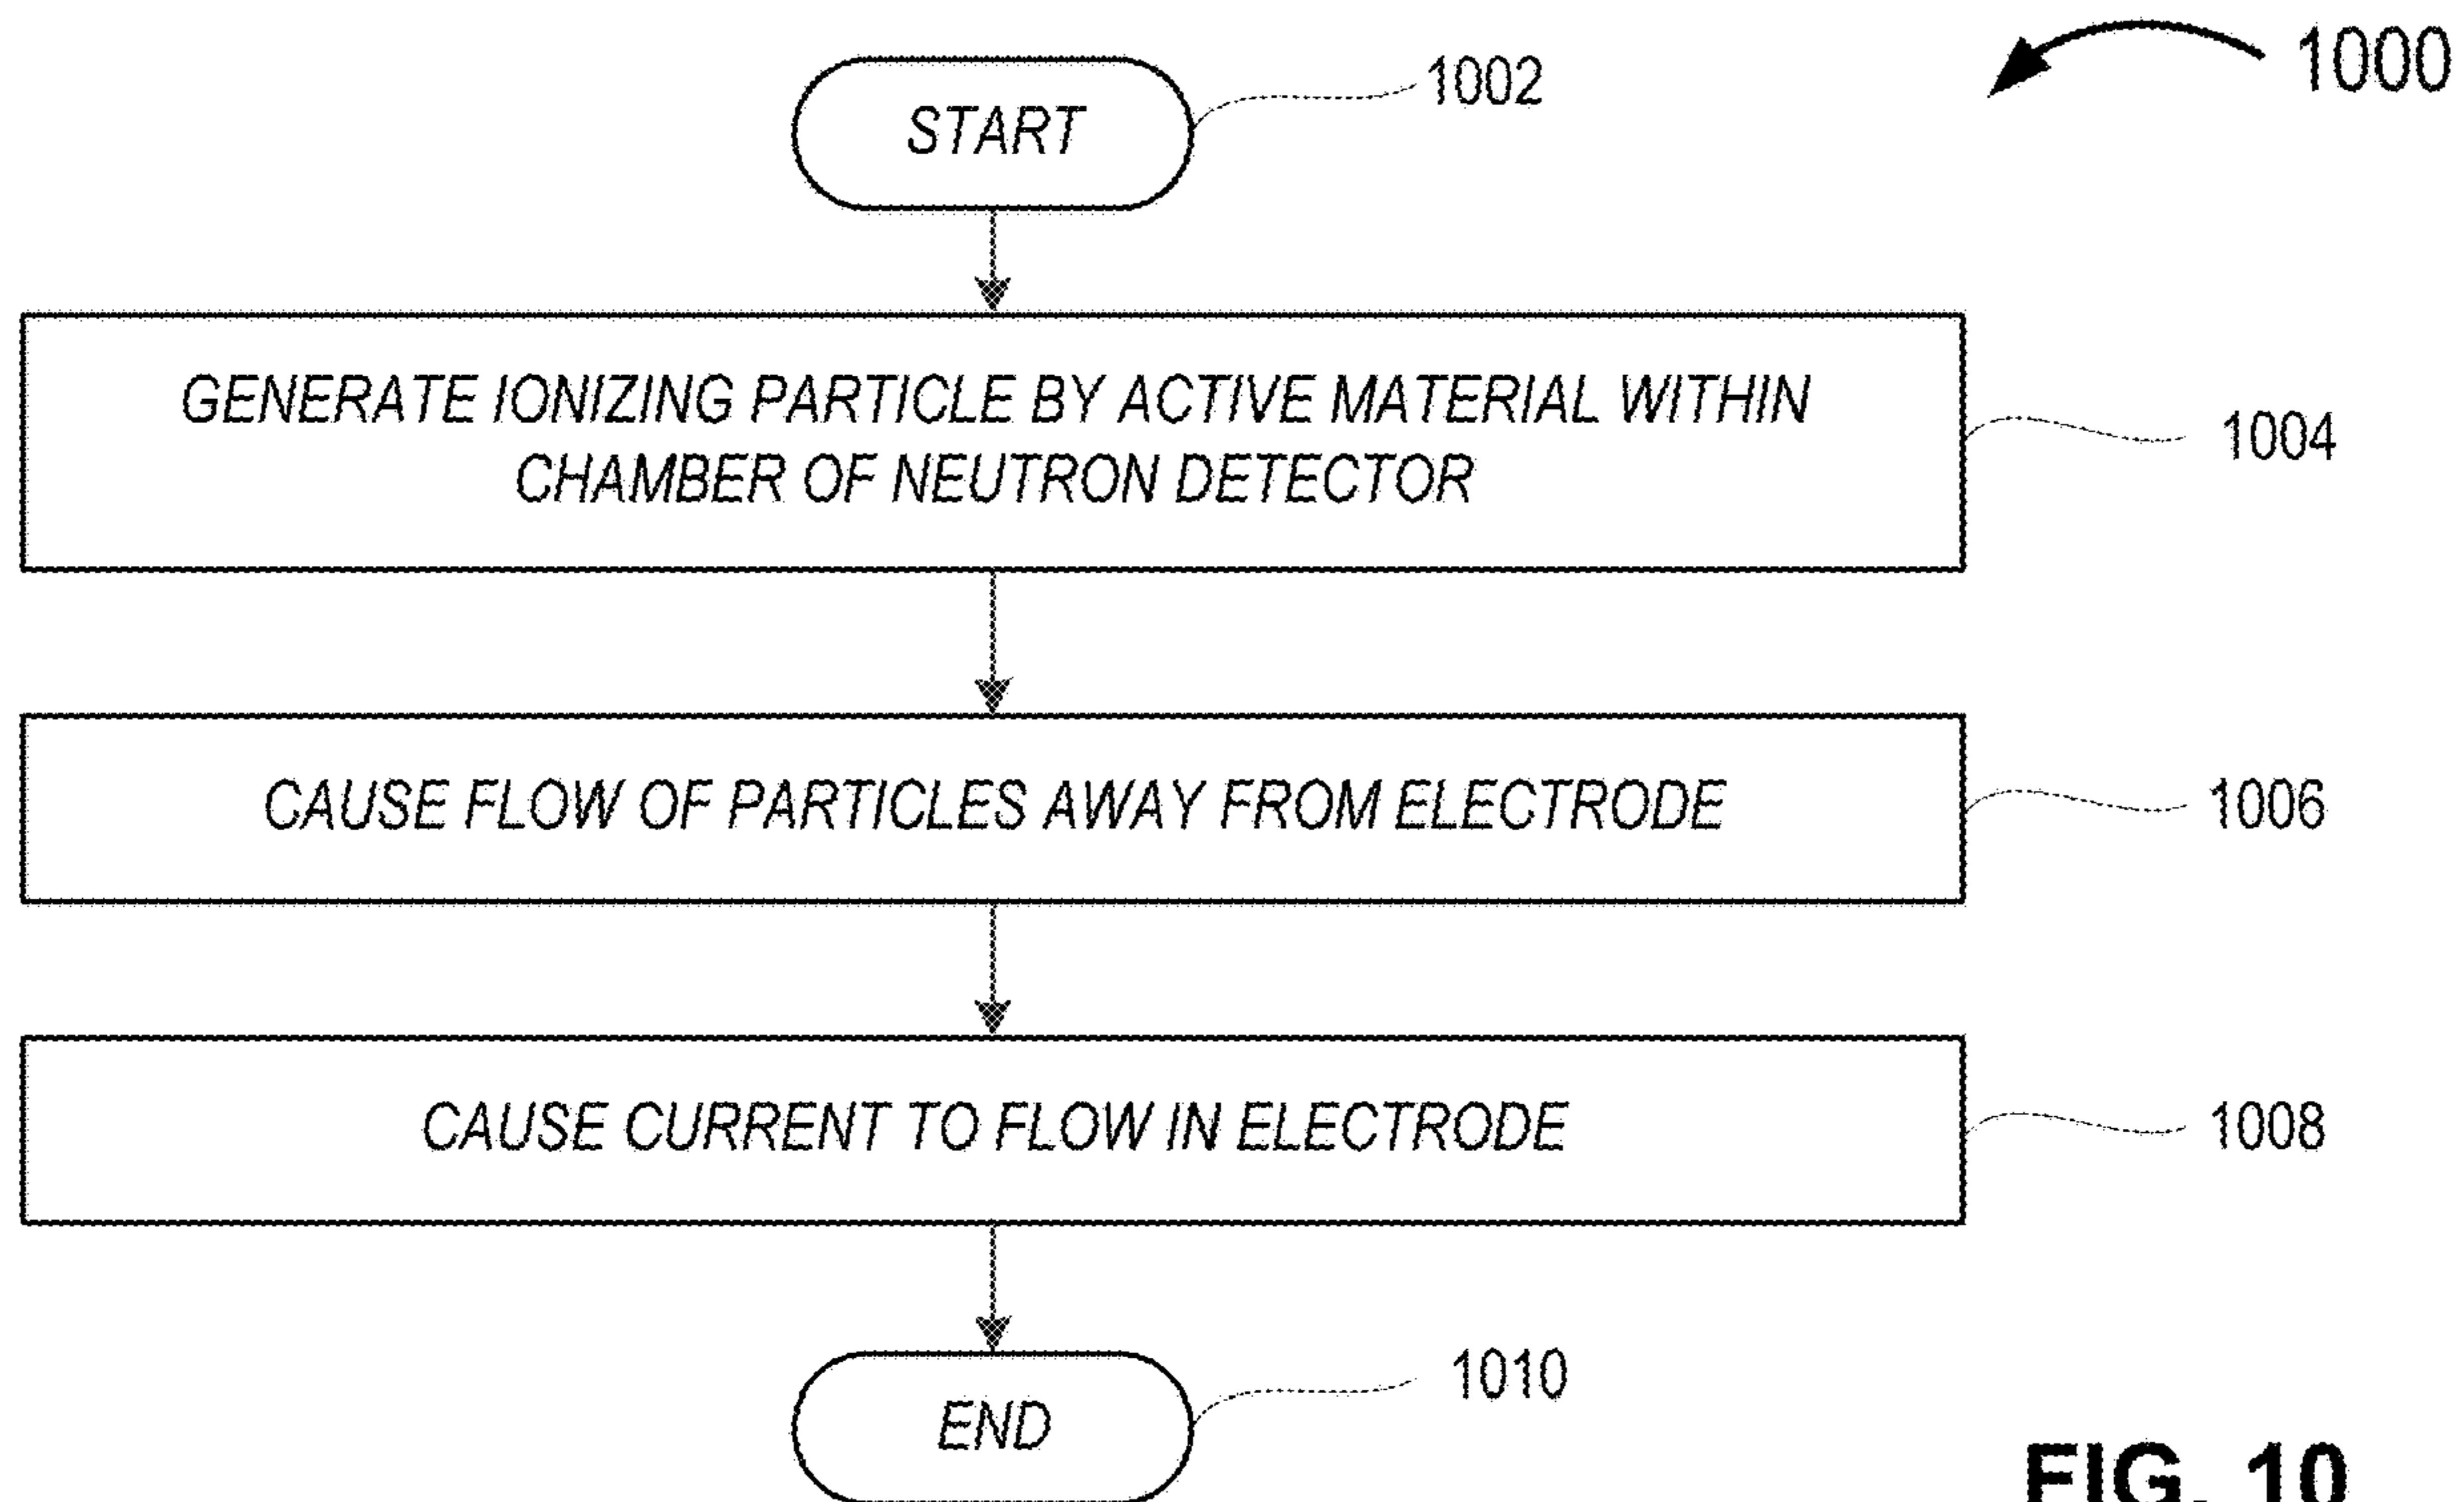 1000
START
1002
GENERATE IONIZING PARTICLE BY ACTIVE MATERIAL WITHIN
CHAMBER OF NEUTRON DETECTOR
1004
CAUSE FLOW OF PARTICLES AWAY FROM ELECTRODE
1006
CAUSE CURRENT TO FLOW IN ELECTRODE
1008
END
1010
FIG. 10